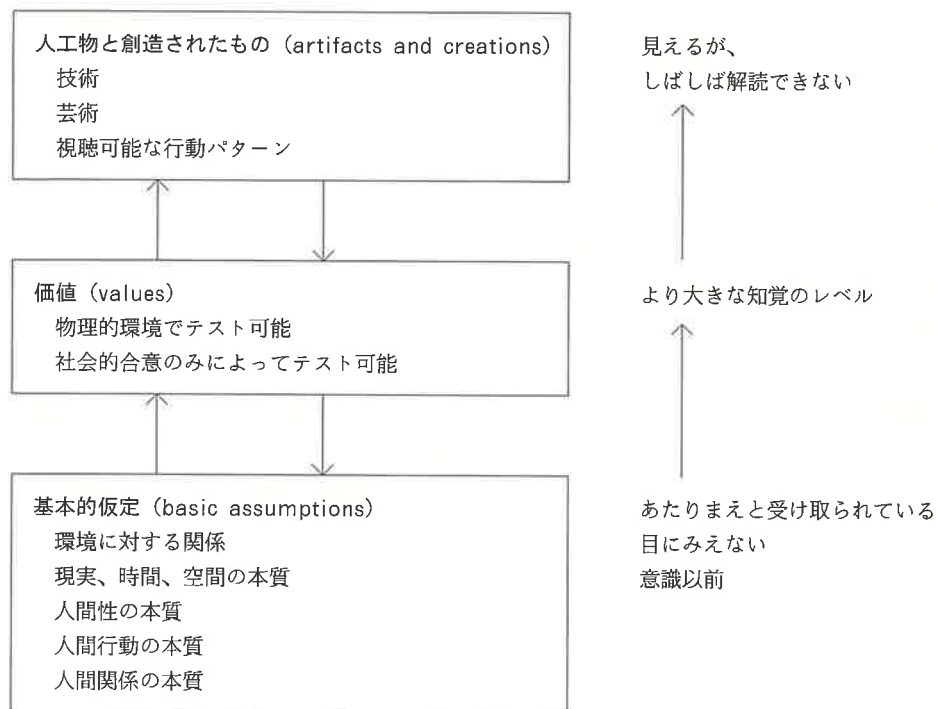 人工物と創造されたもの (artifacts and creations)
技術
芸術
視聴可能な行動パターン
見えるが、
しばしば解読できない
価値 (values)
物理的環境でテスト可能
社会的合意のみによってテスト可能
より大きな知覚のレベル
基本的仮定 (basic assumptions)
環境に対する関係
現実、時間、空間の本質
人間性の本質
人間行動の本質
人間関係の本質
あたりまえと受け取られている
目にみえない
意識以前